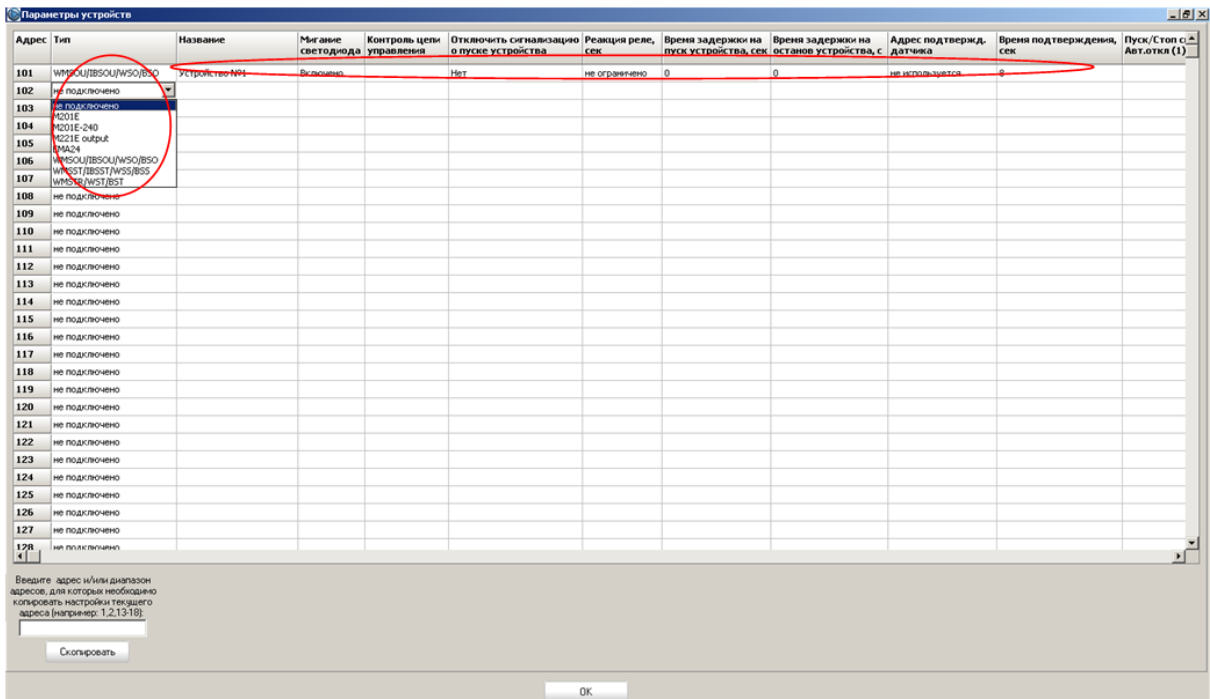 Параметры устройств
Адрес Тип Название Мигание светодиода Контроль цепи управления Отключить сигнализацию о пуске устройства Реакция реле, сек Время задержки на пуск устройства, сек Время задержки на останов устройства, с Адрес подтвержд. датчика Время подтверждения, сек Пуск/Стоп с Авт.откл (1)
101 WMSOU/IBSOU/WSO/BSO Устройство №1 Включено Нет не ограничено 0 0 не используется 8
102 не подключено
103 не подключено
M201E
104 M201E-240
105 M221E output
EMA24
106 WMSOU/IBSOU/WSO/BSO
107 WMSST/IBSST/WSS/BSS
WMSTR/WST/BST
108 не подключено
109 не подключено
110 не подключено
111 не подключено
112 не подключено
113 не подключено
114 не подключено
115 не подключено
116 не подключено
117 не подключено
118 не подключено
119 не подключено
120 не подключено
121 не подключено
122 не подключено
123 не подключено
124 не подключено
125 не подключено
126 не подключено
127 не подключено
128 не подключено
Введите адрес и/или диапазон
адресов, для которых необходимо
копировать настройки текущего
адреса (например: 1,2,13-18):
Скопировать
OK